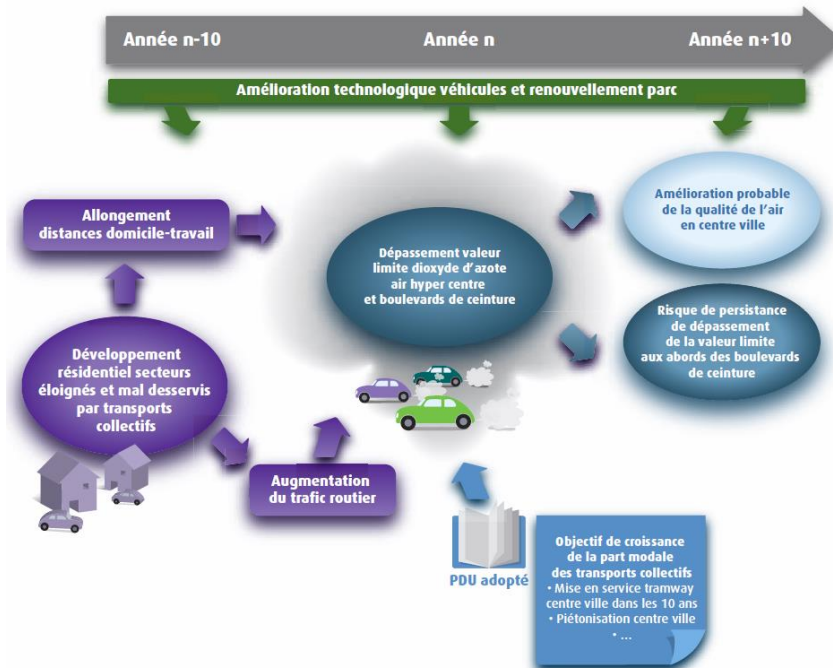 Année n-10
Année n
Année n+10
Amélioration technologique véhicules et renouvellement parc
Allongement
distances domicile-travail
Dépassement valeur
limite dioxyde d'azote
air hyper centre
et boulevards de ceinture
Amélioration probable
de la qualité de l'air
en centre ville
Développement
résidentiel secteurs
éloignés et mal desservis
par transports
collectifs
Risque de persistance
de dépassement
de la valeur limite
aux abords des boulevards
de ceinture
Augmentation
du trafic routier
PDU adopté
Objectif de croissance
de la part modale
des transports collectifs
• Mise en service tramway
centre ville dans les 10 ans
• Piétonisation centre ville
• ...